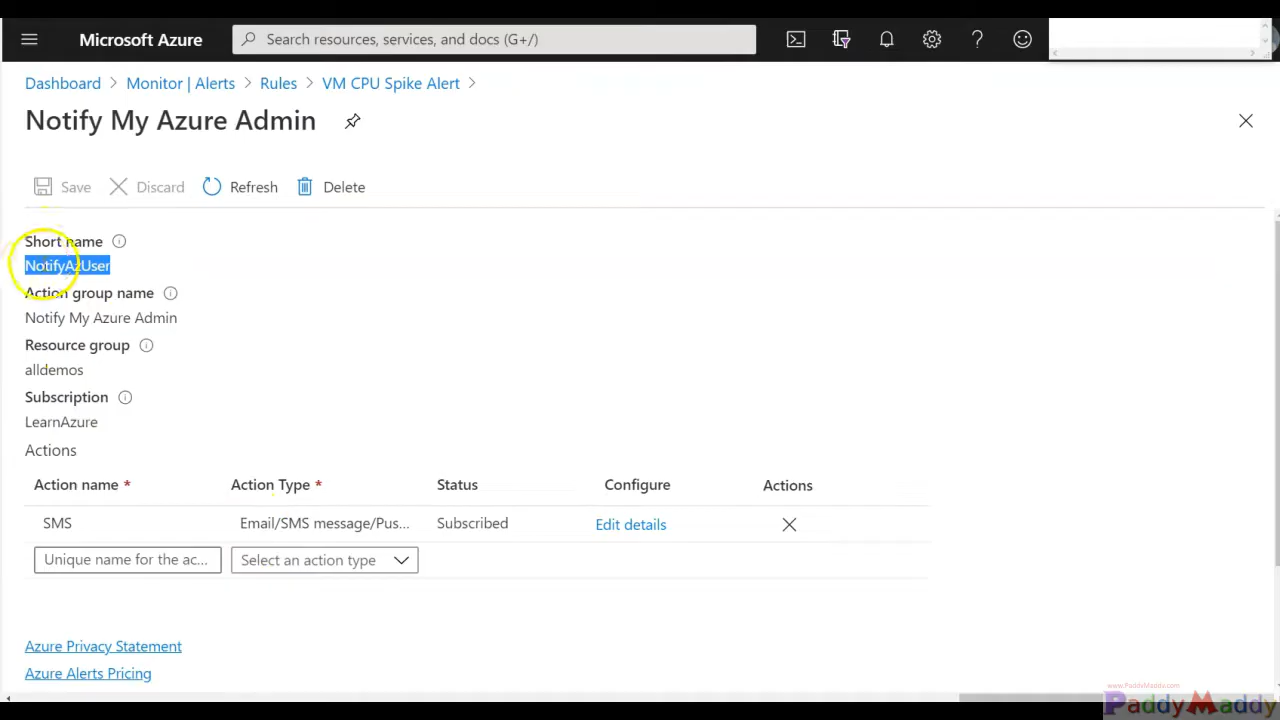 Microsoft Azure
Search resources, services, and docs (G+/)
Dashboard > Monitor | Alerts > Rules > VM CPU Spike Alert >
Notify My Azure Admin
Save Discard Refresh Delete
Short name
NotifyAzUser
Action group name
Notify My Azure Admin
Resource group
alldemos
Subscription
LearnAzure
Actions
Action name * Action Type * Status Configure Actions
SMS Email/SMS message/Pus... Subscribed Edit details
Unique name for the ac... Select an action type
Azure Privacy Statement
Azure Alerts Pricing
www.PaddyMaddy.com
PaddyMaddy